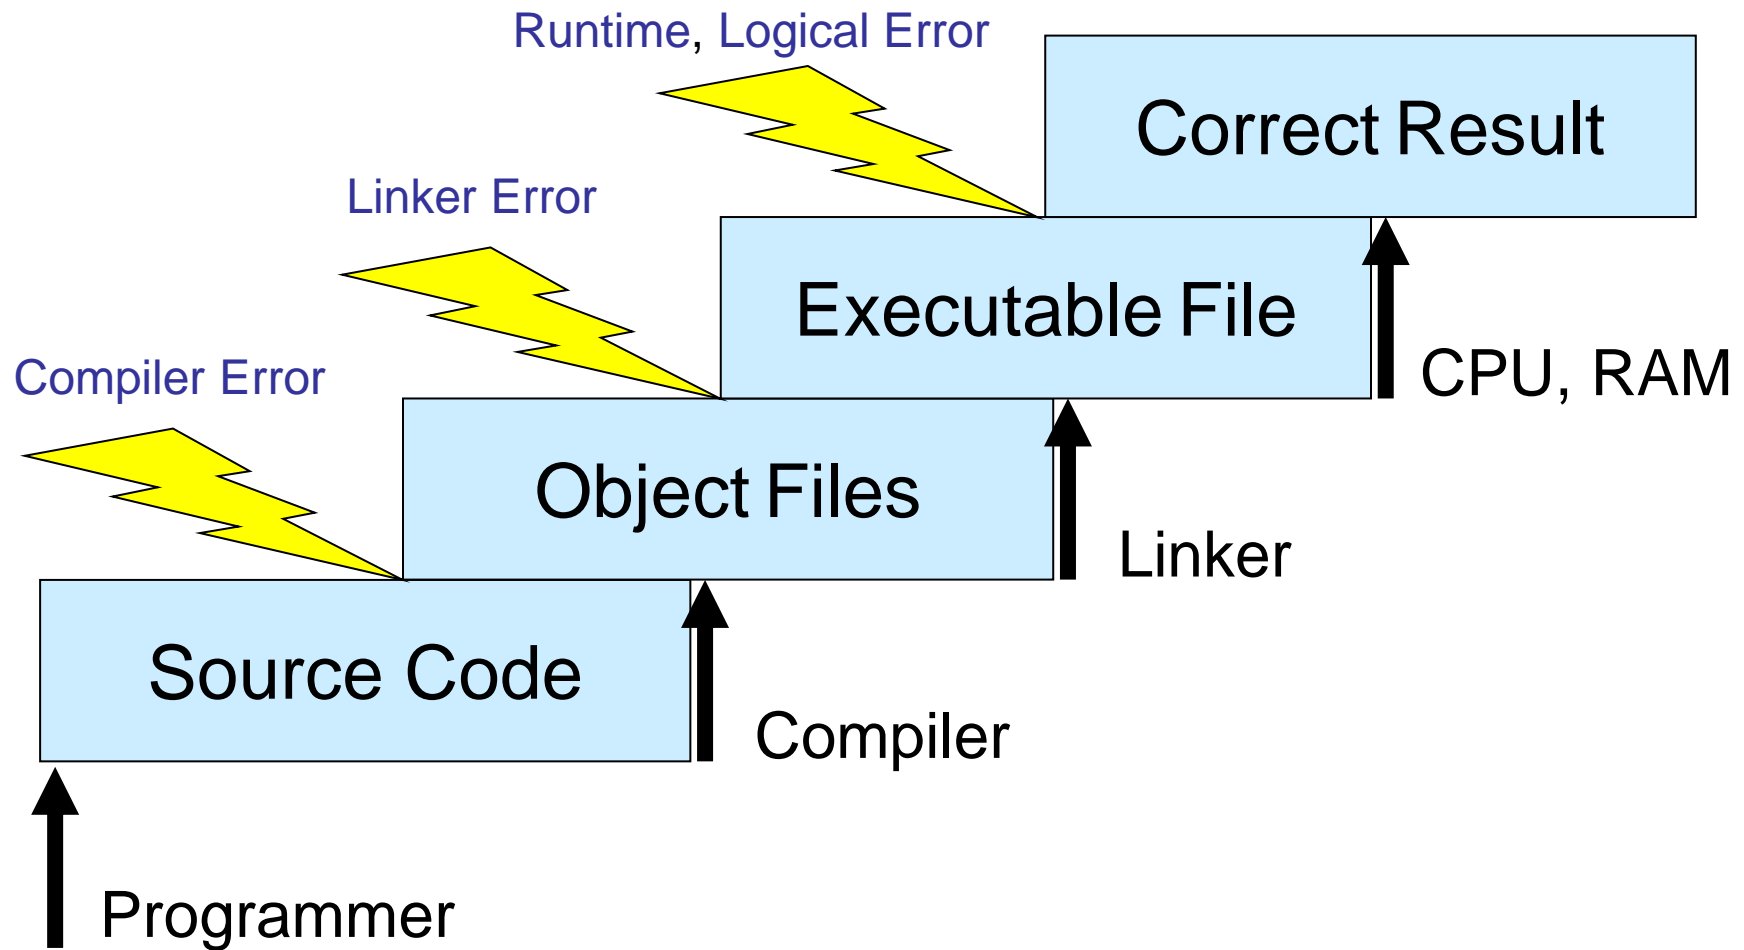 Runtime, Logical Error
Correct Result
Linker Error
Executable File
CPU, RAM
Compiler Error
Object Files
Linker
Source Code
Compiler
Programmer